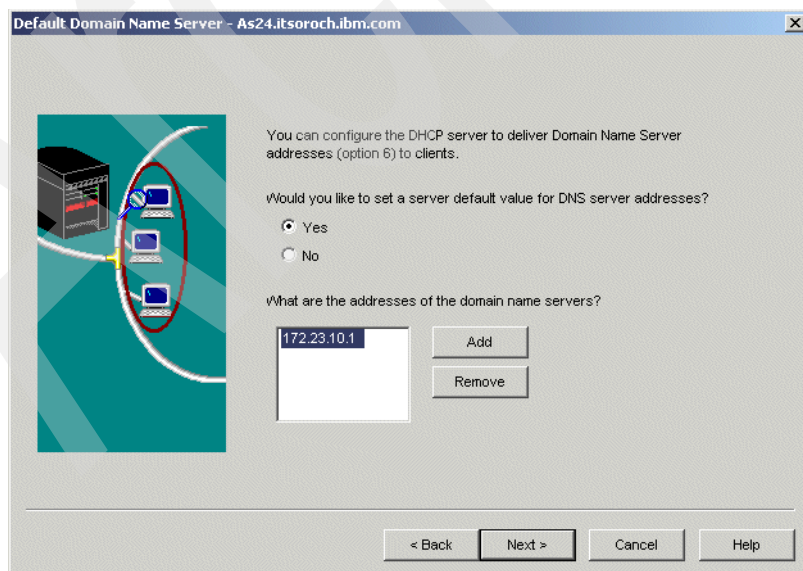 Default Domain Name Server - As24.itsoroch.ibm.com
You can configure the DHCP server to deliver Domain Name Server
addresses (option 6) to clients.
Would you like to set a server default value for DNS server addresses?
Yes
No
What are the addresses of the domain name servers?
172.23.10.1
Add
Remove
< Back
Next >
Cancel
Help